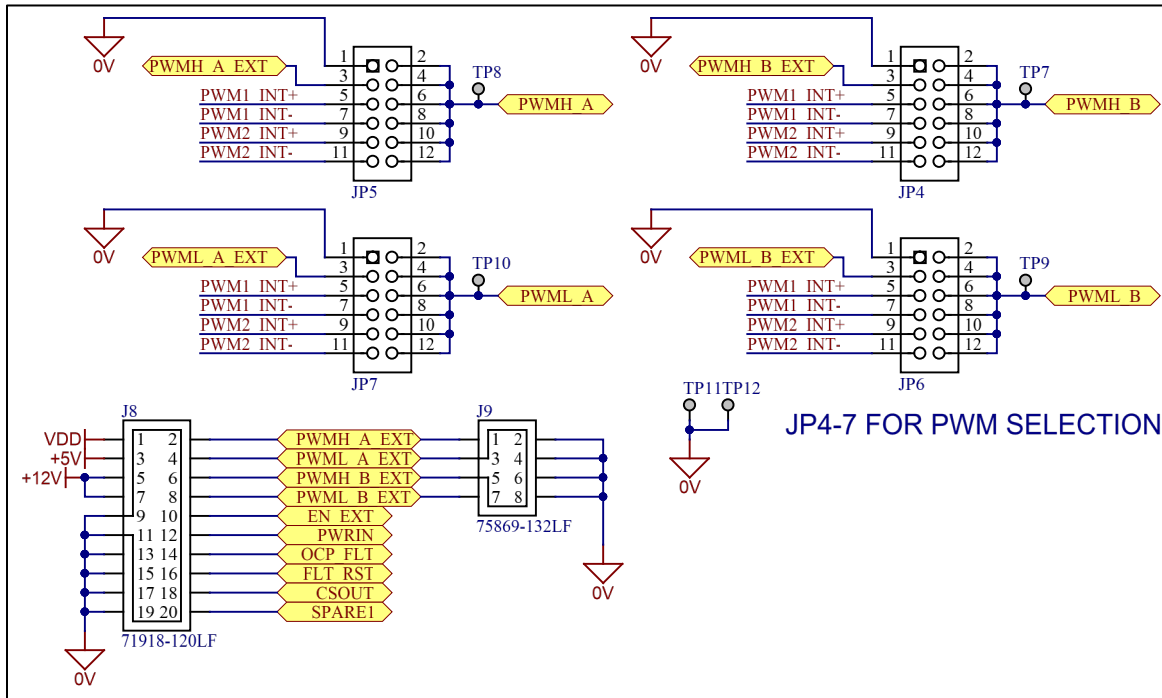 0V
PWMH_A_EXT
PWM1_INT+
PWM1_INT-
PWM2_INT+
PWM2_INT-
1 2
3 4
5 6
7 8
9 10
11 12
JP5
TP8
PWMH_A
0V
PWMH_B_EXT
PWM1_INT+
PWM1_INT-
PWM2_INT+
PWM2_INT-
1 2
3 4
5 6
7 8
9 10
11 12
JP4
TP7
PWMH_B
0V
PWML_A_EXT
PWM1_INT+
PWM1_INT-
PWM2_INT+
PWM2_INT-
1 2
3 4
5 6
7 8
9 10
11 12
JP7
TP10
PWML_A
0V
PWML_B_EXT
PWM1_INT+
PWM1_INT-
PWM2_INT+
PWM2_INT-
1 2
3 4
5 6
7 8
9 10
11 12
JP6
TP9
PWML_B
J8
VDD
+5V
+12V
1 2
3 4
5 6
7 8
9 10
11 12
13 14
15 16
17 18
19 20
71918-120LF
0V
PWMH_A_EXT
PWML_A_EXT
PWMH_B_EXT
PWML_B_EXT
EN_EXT
PWRIN
OCP_FLT
FLT_RST
CSOUT
SPARE1
J9
1 2
3 4
5 6
7 8
75869-132LF
0V
TP11 TP12
0V
JP4-7 FOR PWM SELECTION